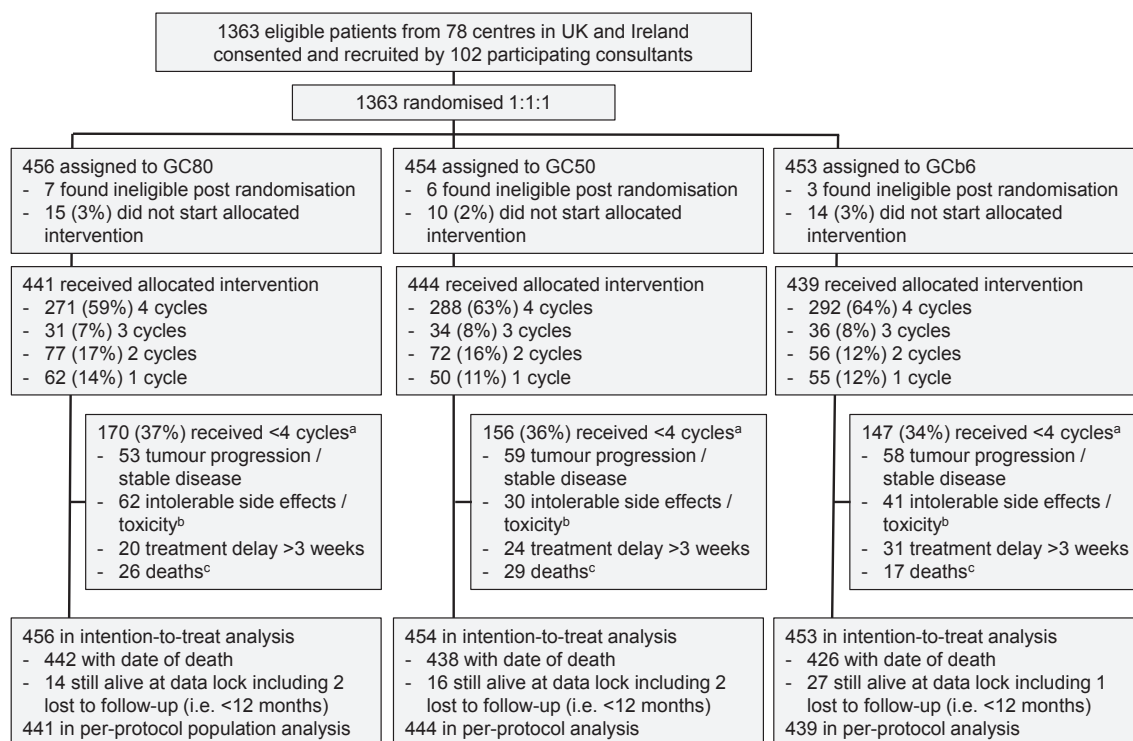 1363 eligible patients from 78 centres in UK and Ireland
consented and recruited by 102 participating consultants
1363 randomised 1:1:1
456 assigned to GC80
- 7 found ineligible post randomisation
- 15 (3%) did not start allocated
intervention
454 assigned to GC50
- 6 found ineligible post randomisation
- 10 (2%) did not start allocated
intervention
453 assigned to GCb6
- 3 found ineligible post randomisation
- 14 (3%) did not start allocated
intervention
441 received allocated intervention
- 271 (59%) 4 cycles
- 31 (7%) 3 cycles
- 77 (17%) 2 cycles
- 62 (14%) 1 cycle
444 received allocated intervention
- 288 (63%) 4 cycles
- 34 (8%) 3 cycles
- 72 (16%) 2 cycles
- 50 (11%) 1 cycle
439 received allocated intervention
- 292 (64%) 4 cycles
- 36 (8%) 3 cycles
- 56 (12%) 2 cycles
- 55 (12%) 1 cycle
170 (37%) received <4 cyclesᵃ
- 53 tumour progression /
stable disease
- 62 intolerable side effects /
toxicityᵇ
- 20 treatment delay >3 weeks
- 26 deathsᶜ
156 (36%) received <4 cyclesᵃ
- 59 tumour progression /
stable disease
- 30 intolerable side effects /
toxicityᵇ
- 24 treatment delay >3 weeks
- 29 deathsᶜ
147 (34%) received <4 cyclesᵃ
- 58 tumour progression /
stable disease
- 41 intolerable side effects /
toxicityᵇ
- 31 treatment delay >3 weeks
- 17 deathsᶜ
456 in intention-to-treat analysis
- 442 with date of death
- 14 still alive at data lock including 2
lost to follow-up (i.e. <12 months)
441 in per-protocol population analysis
454 in intention-to-treat analysis
- 438 with date of death
- 16 still alive at data lock including 2
lost to follow-up (i.e. <12 months)
444 in per-protocol analysis
453 in intention-to-treat analysis
- 426 with date of death
- 27 still alive at data lock including 1
lost to follow-up (i.e. <12 months)
439 in per-protocol analysis